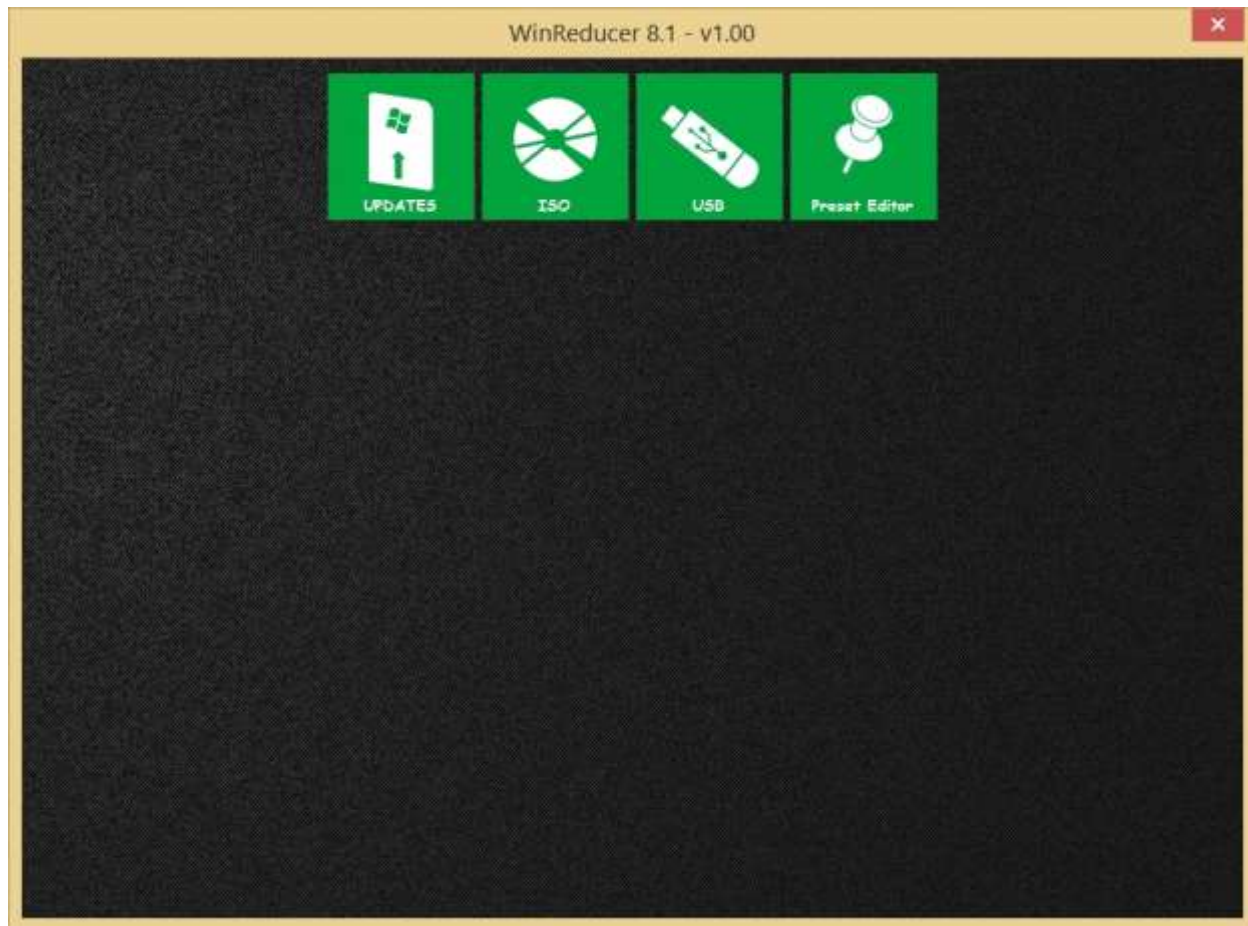 WinReducer 8.1 - v1.00
UPDATES
ISO
USB
Preset Editor